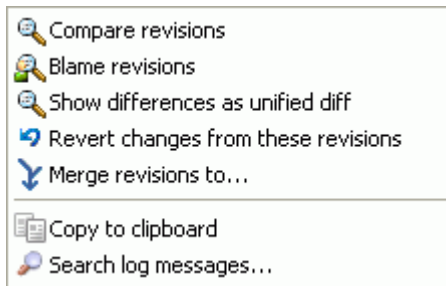 Compare revisions
Blame revisions
Show differences as unified diff
Revert changes from these revisions
Merge revisions to...
Copy to clipboard
Search log messages...